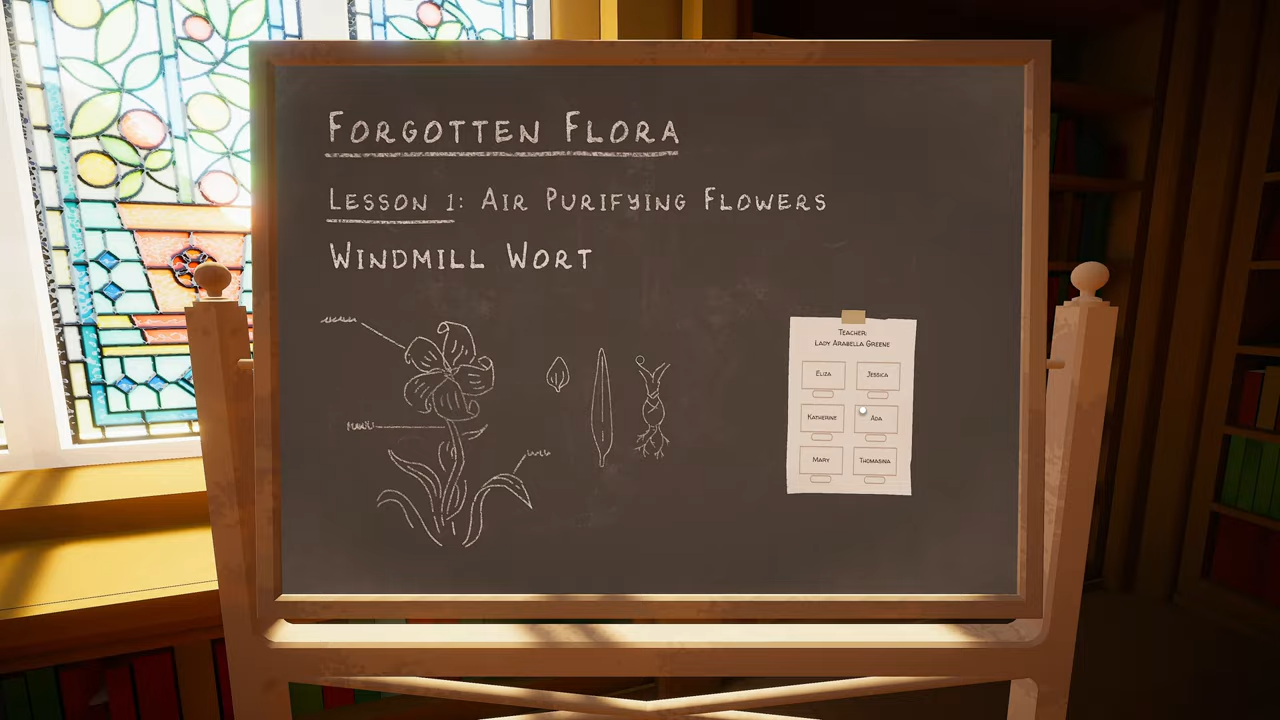 Forgotten Flora
Lesson 1: Air Purifying Flowers
Windmill Wort
Teacher:
Lady Arabella Greene
Eliza
Jessica
Katherine
Ada
Mary
Thomasina